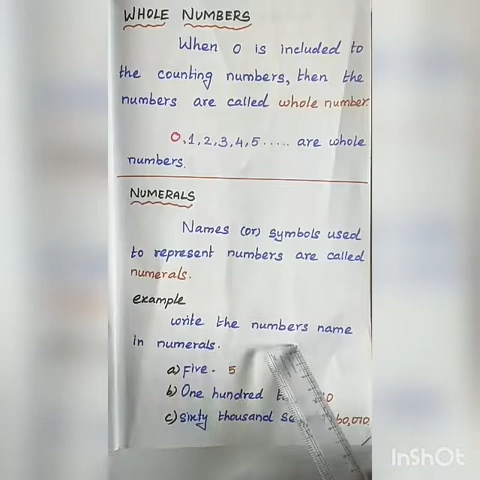 WHOLE NUMBERS
When 0 is included to
the counting numbers, then the
numbers are called whole number
0,1,2,3,4,5..... are whole
numbers.
NUMERALS
Names (or) symbols used
to represent numbers are called
numerals.
example
write the numbers name
in numerals.
a) Five - 5
b) One hundred
c) sixty thousand
InShOt